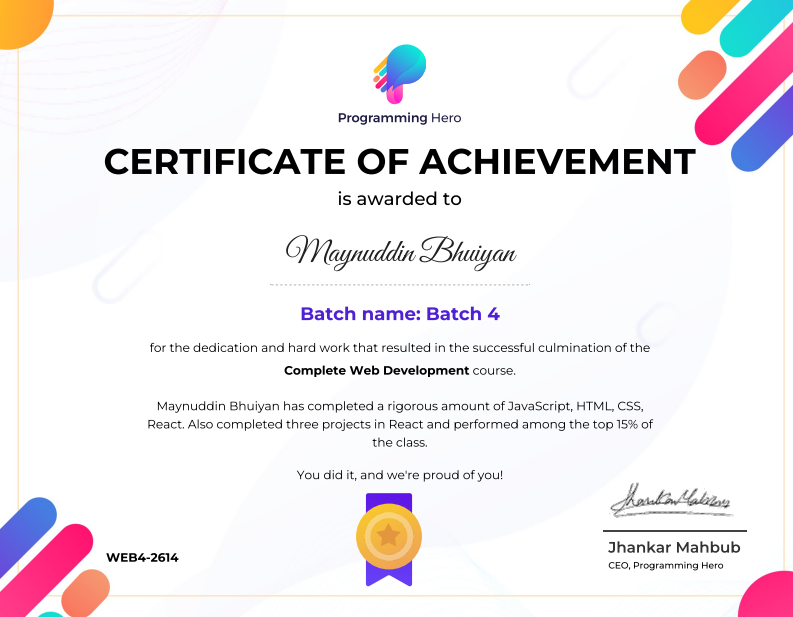 Programming Hero
CERTIFICATE OF ACHIEVEMENT
is awarded to
Maynuddin Bhuiyan
Batch name: Batch 4
for the dedication and hard work that resulted in the successful culmination of the
Complete Web Development course.
Maynuddin Bhuiyan has completed a rigorous amount of JavaScript, HTML, CSS,
React. Also completed three projects in React and performed among the top 15% of
the class.
You did it, and we're proud of you!
Jhankar Mahbub
Jhankar Mahbub
CEO, Programming Hero
WEB4-2614